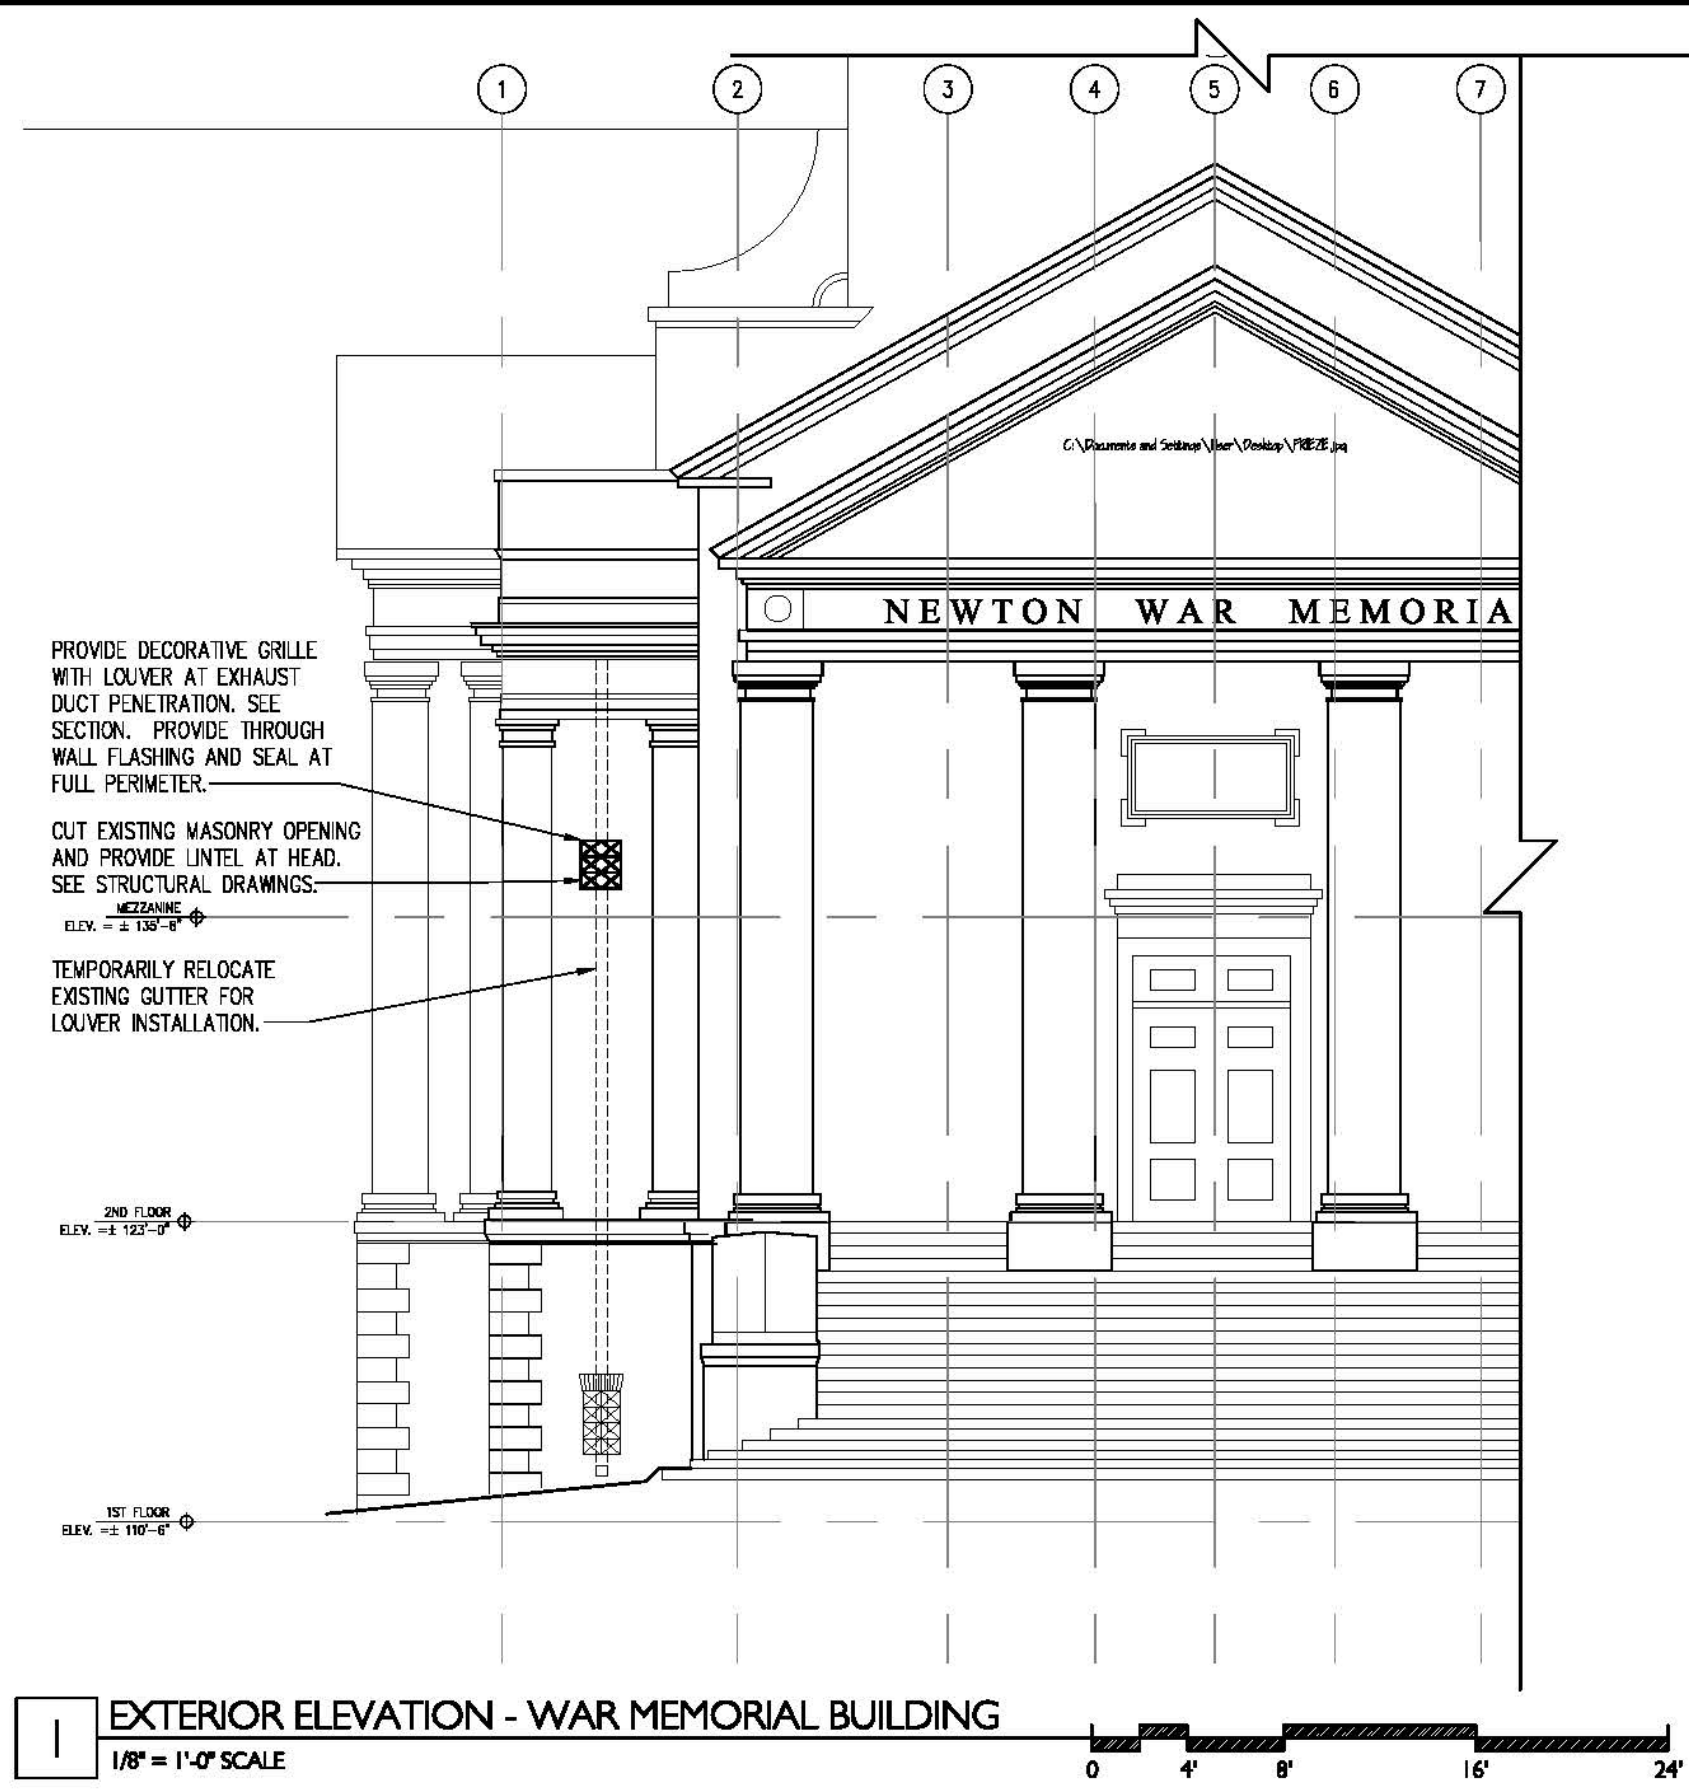 1 2 3 4 5 6 7
C:\Documents and Settings\User\Desktop\FRIEZE.jpg
NEWTON WAR MEMORIA
PROVIDE DECORATIVE GRILLE
WITH LOUVER AT EXHAUST
DUCT PENETRATION. SEE
SECTION. PROVIDE THROUGH
WALL FLASHING AND SEAL AT
FULL PERIMETER.
CUT EXISTING MASONRY OPENING
AND PROVIDE LINTEL AT HEAD.
SEE STRUCTURAL DRAWINGS.
MEZZANINE
ELEV. = ± 135'-6"
TEMPORARILY RELOCATE
EXISTING GUTTER FOR
LOUVER INSTALLATION.
2ND FLOOR
ELEV. =± 123'-0"
1ST FLOOR
ELEV. =± 110'-6"
1
EXTERIOR ELEVATION - WAR MEMORIAL BUILDING
1/8" = 1'-0" SCALE
0 4' 8' 16' 24'